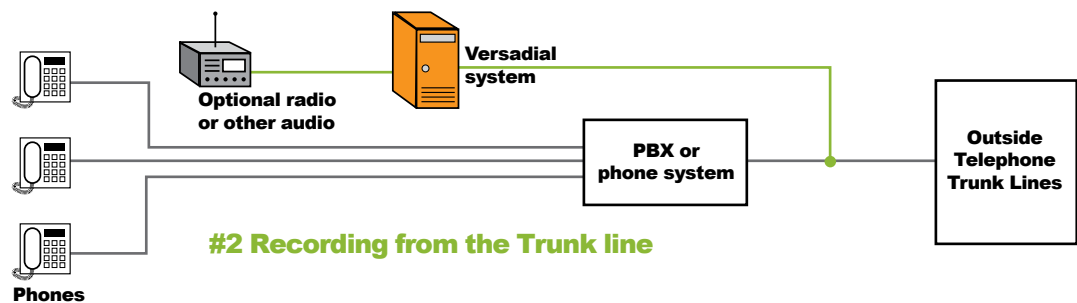 Versadial
system
Optional radio
or other audio
PBX or
phone system
Outside
Telephone
Trunk Lines
#2 Recording from the Trunk line
Phones